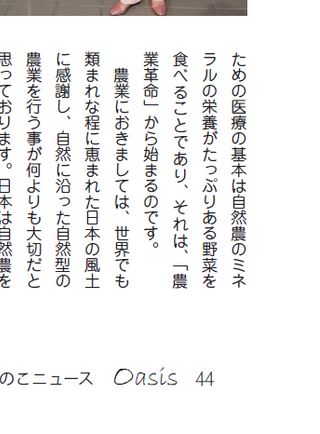 ための医療の基本は自然農のミネ
ラルの栄養がたっぷりある野菜を
食べることであり、それは、「農
業革命」から始まるのです。
　農業におきましては、世界でも
類まれな程に恵まれた日本の風土
に感謝し、自然に沿った自然型の
農業を行う事が何よりも大切だと
思っております。日本は自然農を
のこニュース Oasis 44